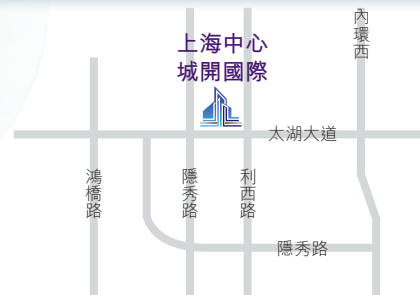 上海中心
城開國際
內環西
太湖大道
鴻橋路
隱秀路
利西路
隱秀路